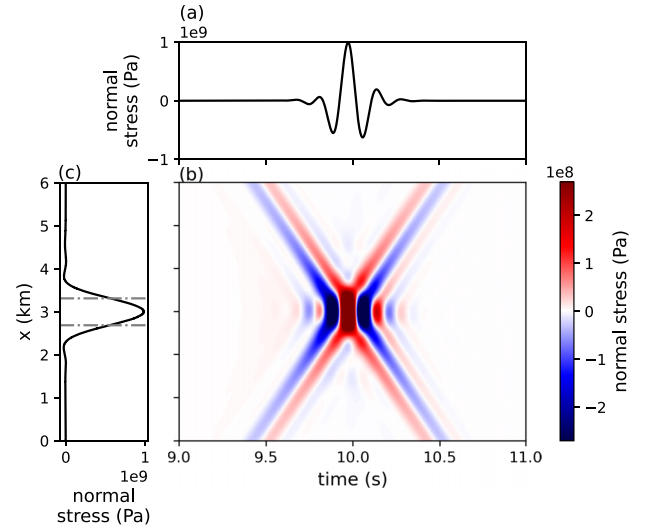 (a)
1e9
1
0
−1
normal
stress (Pa)
(c)
6
5
4
3
2
1
0
x (km)
0 1
1e9
normal
stress (Pa)
(b)
9.0 9.5 10.0 10.5 11.0
time (s)
1e8
2
1
0
−1
−2
normal stress (Pa)